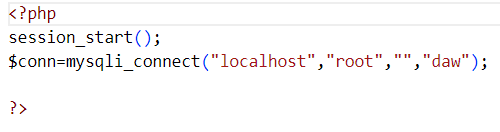 <?php
session_start();
$conn=mysqli_connect("localhost","root","","daw");
?>